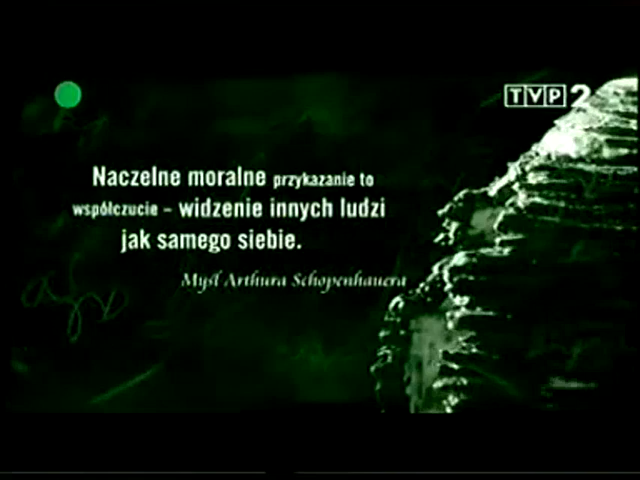 TVP2
Naczelne moralne przykazanie to
współczucie – widzenie innych ludzi
jak samego siebie.
Myśl Arthura Schopenhauera